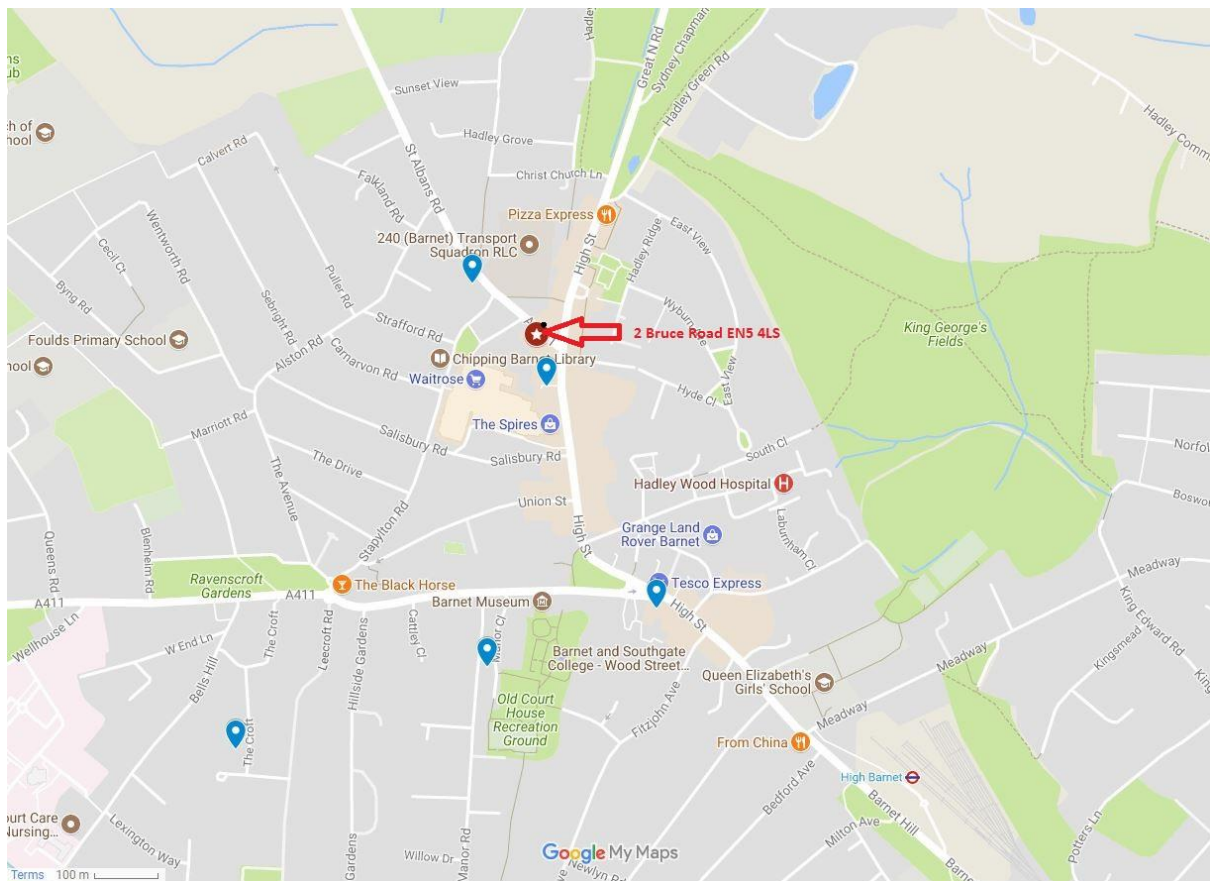 Great N Rd
Sydney Chapman
Hadley Green Rd
Hadley
Sunset View
Hadley Grove
Hadley Comm
St Albans Rd
Calvert Rd
Christ Church Ln
Falkland Rd
Pizza Express
240 (Barnet) Transport
Squadron RLC
High St
Hadley Ridge
East View
Wentworth Rd
Cecil Ct
Byng Rd
Puller Rd
Sebright Rd
Strafford Rd
Wyburn
2 Bruce Road EN5 4LS
King George's
Fields
Foulds Primary School
Alston Rd
Carnarvon Rd
Chipping Barnet Library
Waitrose
Hyde Cl
East View
Marriott Rd
The Spires
Salisbury Rd
Salisbury Rd
South Cl
The Drive
The Avenue
Hadley Wood Hospital
Union St
High St
Stapylton Rd
Grange Land
Rover Barnet
Laburnham Cl
Queens Rd
Blenheim Rd
Ravenscroft
Gardens
The Black Horse
Tesco Express
A411
A411
Barnet Museum
High St
Meadway
King Edward Rd
Wellhouse Ln
W End Ln
The Croft
Leecroft Rd
Cattley Cl
Manor Cl
Barnet and Southgate
College - Wood Street...
Bells Hill
Hillside Gardens
Queen Elizabeth's
Girls' School
Meadway
Kingsmead
Old Court
House
Recreation
Ground
Fitzjohn Ave
Meadway
The Croft
From China
Bedford Ave
High Barnet
Barnet Hill
Milton Ave
Potters Ln
Court Care
Nursing...
Lexington Way
Gardens
Manor Rd
Willow Dr
Google My Maps
Newlyn Rd
Terms
100 m